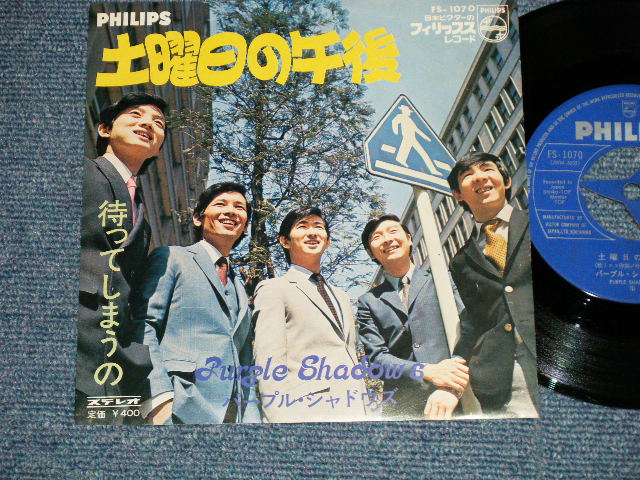 PHILIPS
FS-1070
日本ビクターの
フィリップス
レコード
PHILIPS
土曜日の午後
待ってしまうの
Purple Shadows
パープル・シャドウズ
ステレオ
定価 ¥400
PHILIPS
FS-1070
MANUFACTURED BY
VICTOR COMPANY OF
JAPAN, LTD., YOKOHAMA
土曜日の
パープル・シ
PURPLE SHA